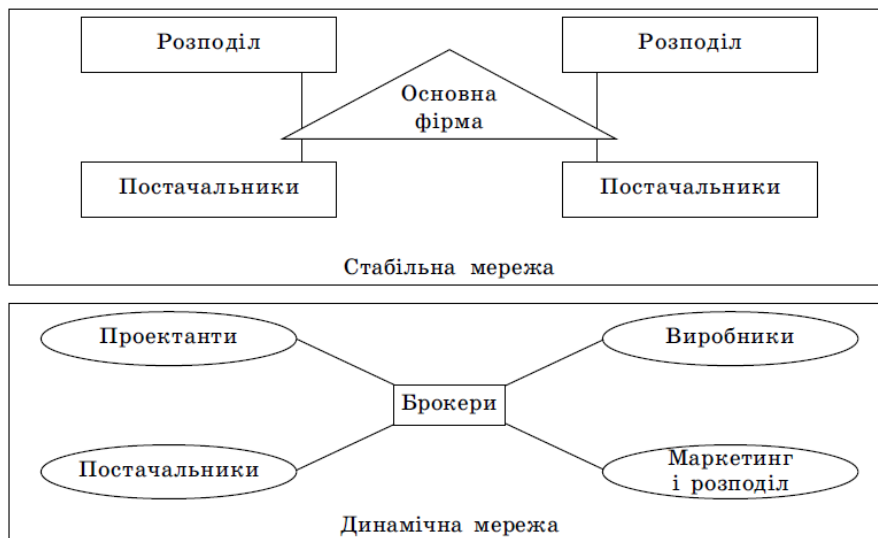 Розподіл
Розподіл
Основна
фірма
Постачальники
Постачальники
Стабільна мережа
Проектанти
Виробники
Брокери
Постачальники
Маркетинг
і розподіл
Динамічна мережа